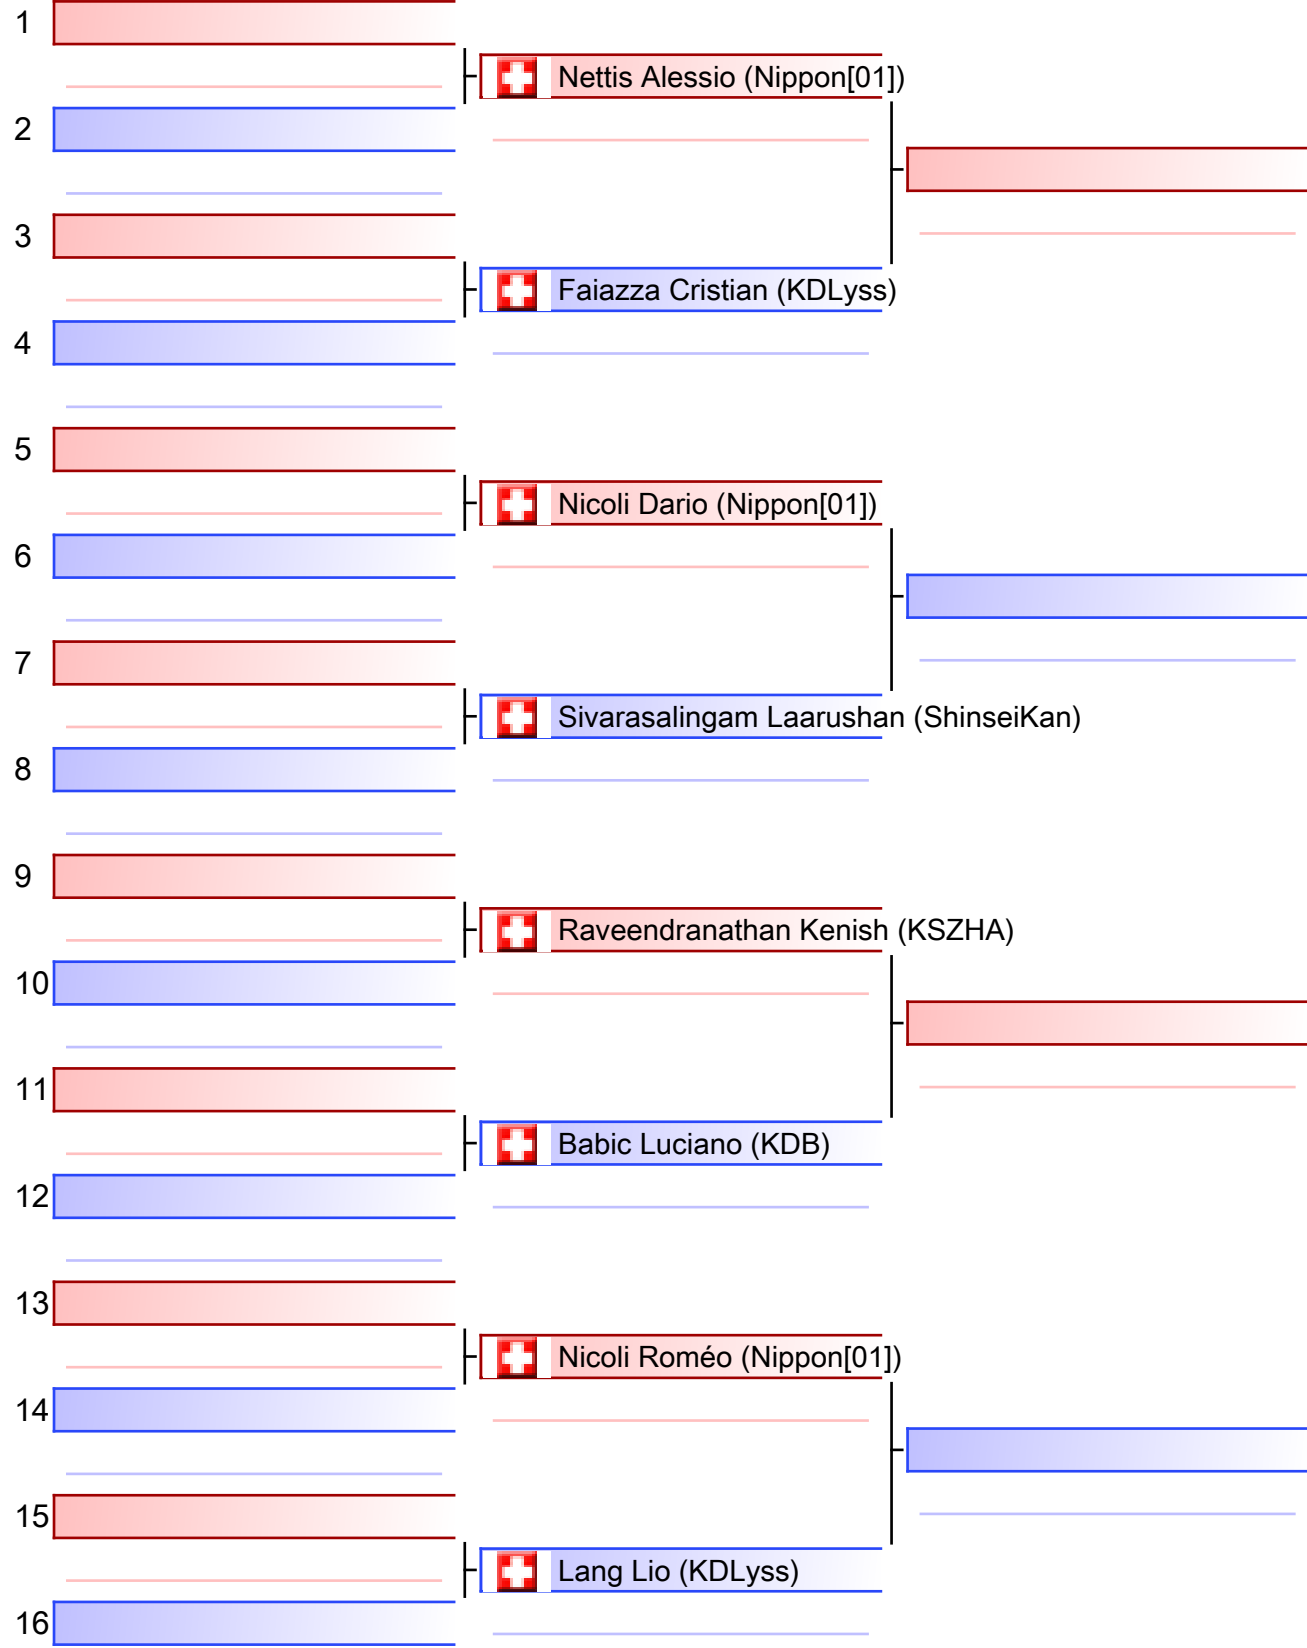 1
Nettis Alessio (Nippon[01])
2
3
Faiazza Cristian (KDLyss)
4
5
Nicoli Dario (Nippon[01])
6
7
Sivarasalingam Laarushan (ShinseiKan)
8
9
Raveendranathan Kenish (KSZHA)
10
11
Babic Luciano (KDB)
12
13
Nicoli Roméo (Nippon[01])
14
15
Lang Lio (KDLyss)
16